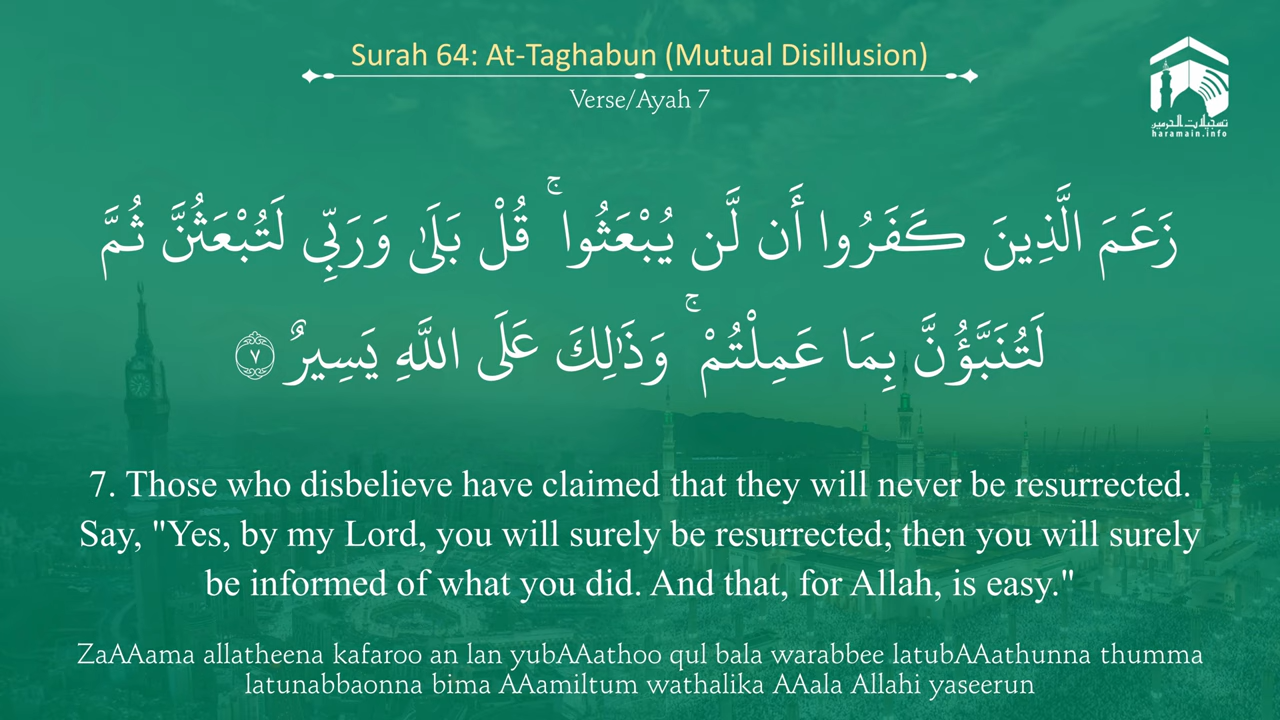 Surah 64: At-Taghabun (Mutual Disillusion)
Verse/Ayah 7
تسجيلات الحرمين
haramain.info
زَعَمَ الَّذِينَ كَفَرُوا أَن لَّن يُبْعَثُوا ۚ قُلْ بَلَىٰ وَرَبِّي لَتُبْعَثُنَّ ثُمَّ
لَتُنَبَّؤُنَّ بِمَا عَمِلْتُمْ ۚ وَذَٰلِكَ عَلَى اللَّهِ يَسِيرٌ ٧
7. Those who disbelieve have claimed that they will never be resurrected.
Say, "Yes, by my Lord, you will surely be resurrected; then you will surely
be informed of what you did. And that, for Allah, is easy."
ZaAAama allatheena kafaroo an lan yubAAathoo qul bala warabbee latubAAathunna thumma
latunabbaonna bima AAamiltum wathalika AAala Allahi yaseerun